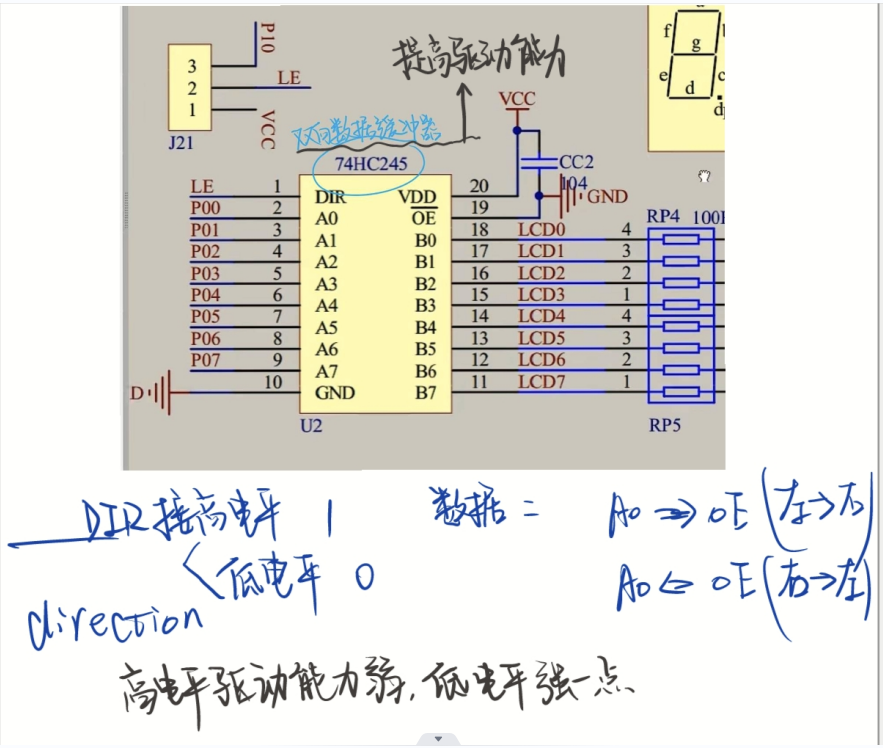 P10
3
2 LE
1
VCC
J21
提高驱动能力
双向数据缓冲器
74HC245
VCC
CC2
104
GND
LE 1 DIR VDD 20
P00 2 A0 OE 19
P01 3 A1 B0 18 LCD0 4
P02 4 A2 B1 17 LCD1 3
P03 5 A3 B2 16 LCD2 2
P04 6 A4 B3 15 LCD3 1
P05 7 A5 B4 14 LCD4 4
P06 8 A6 B5 13 LCD5 3
P07 9 A7 B6 12 LCD6 2
D 10 GND B7 11 LCD7 1
U2
RP4
RP5
f g
e d c
DIR接高电平 1 数据: A0 ⇒ OE (左→右)
低电平 0 A0 ⇐ OE (右→左)
direction
高电平驱动能力弱,低电平强一点、